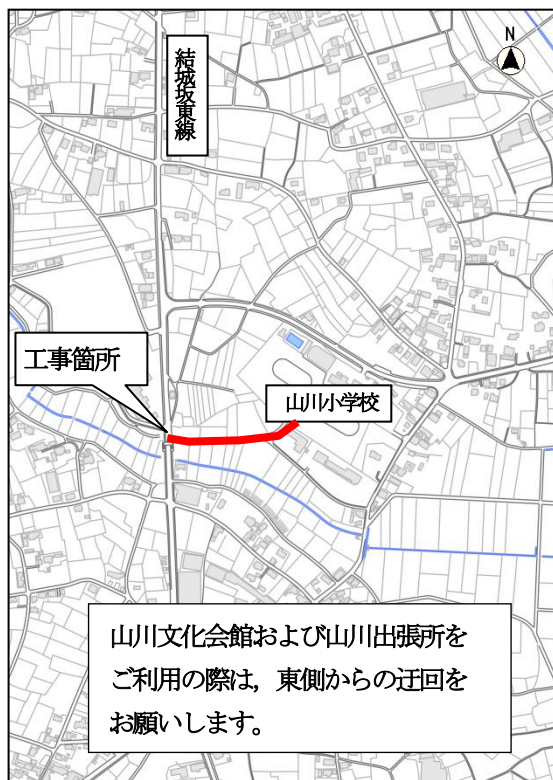 結城坂東線
N
工事箇所
山川小学校
山川文化会館および山川出張所を
ご利用の際は，東側からの迂回を
お願いします。